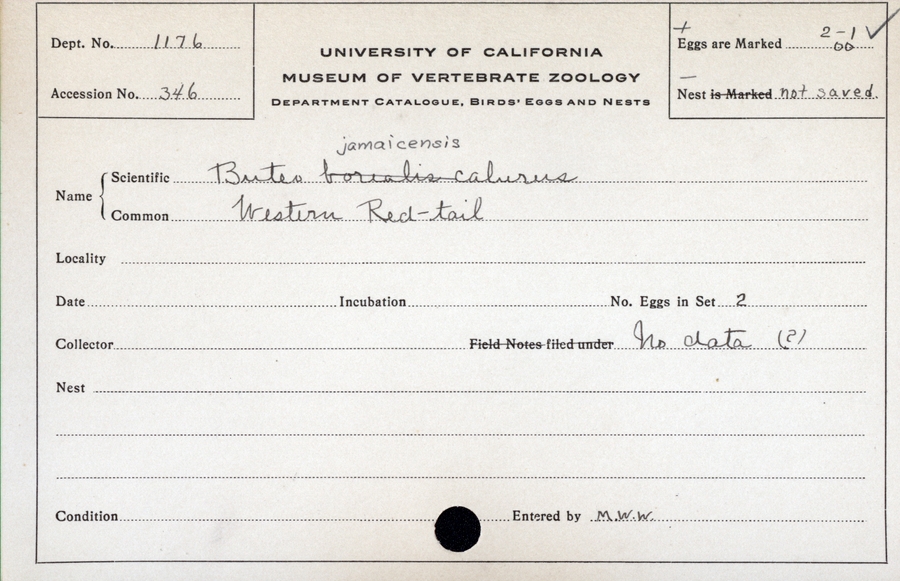 Dept. No. 1176
Accession No. 346
UNIVERSITY OF CALIFORNIA
MUSEUM OF VERTEBRATE ZOOLOGY
DEPARTMENT CATALOGUE, BIRDS' EGGS AND NESTS
+
Eggs are Marked 2-1 ✓
00
—
Nest is Marked not saved.
jamaicensis
Name { Scientific Buteo borealis calurus
Common Western Red-tail
Locality
Date Incubation No. Eggs in Set 2
Collector Field Notes filed under No data (?)
Nest
Condition Entered by M.W.W.